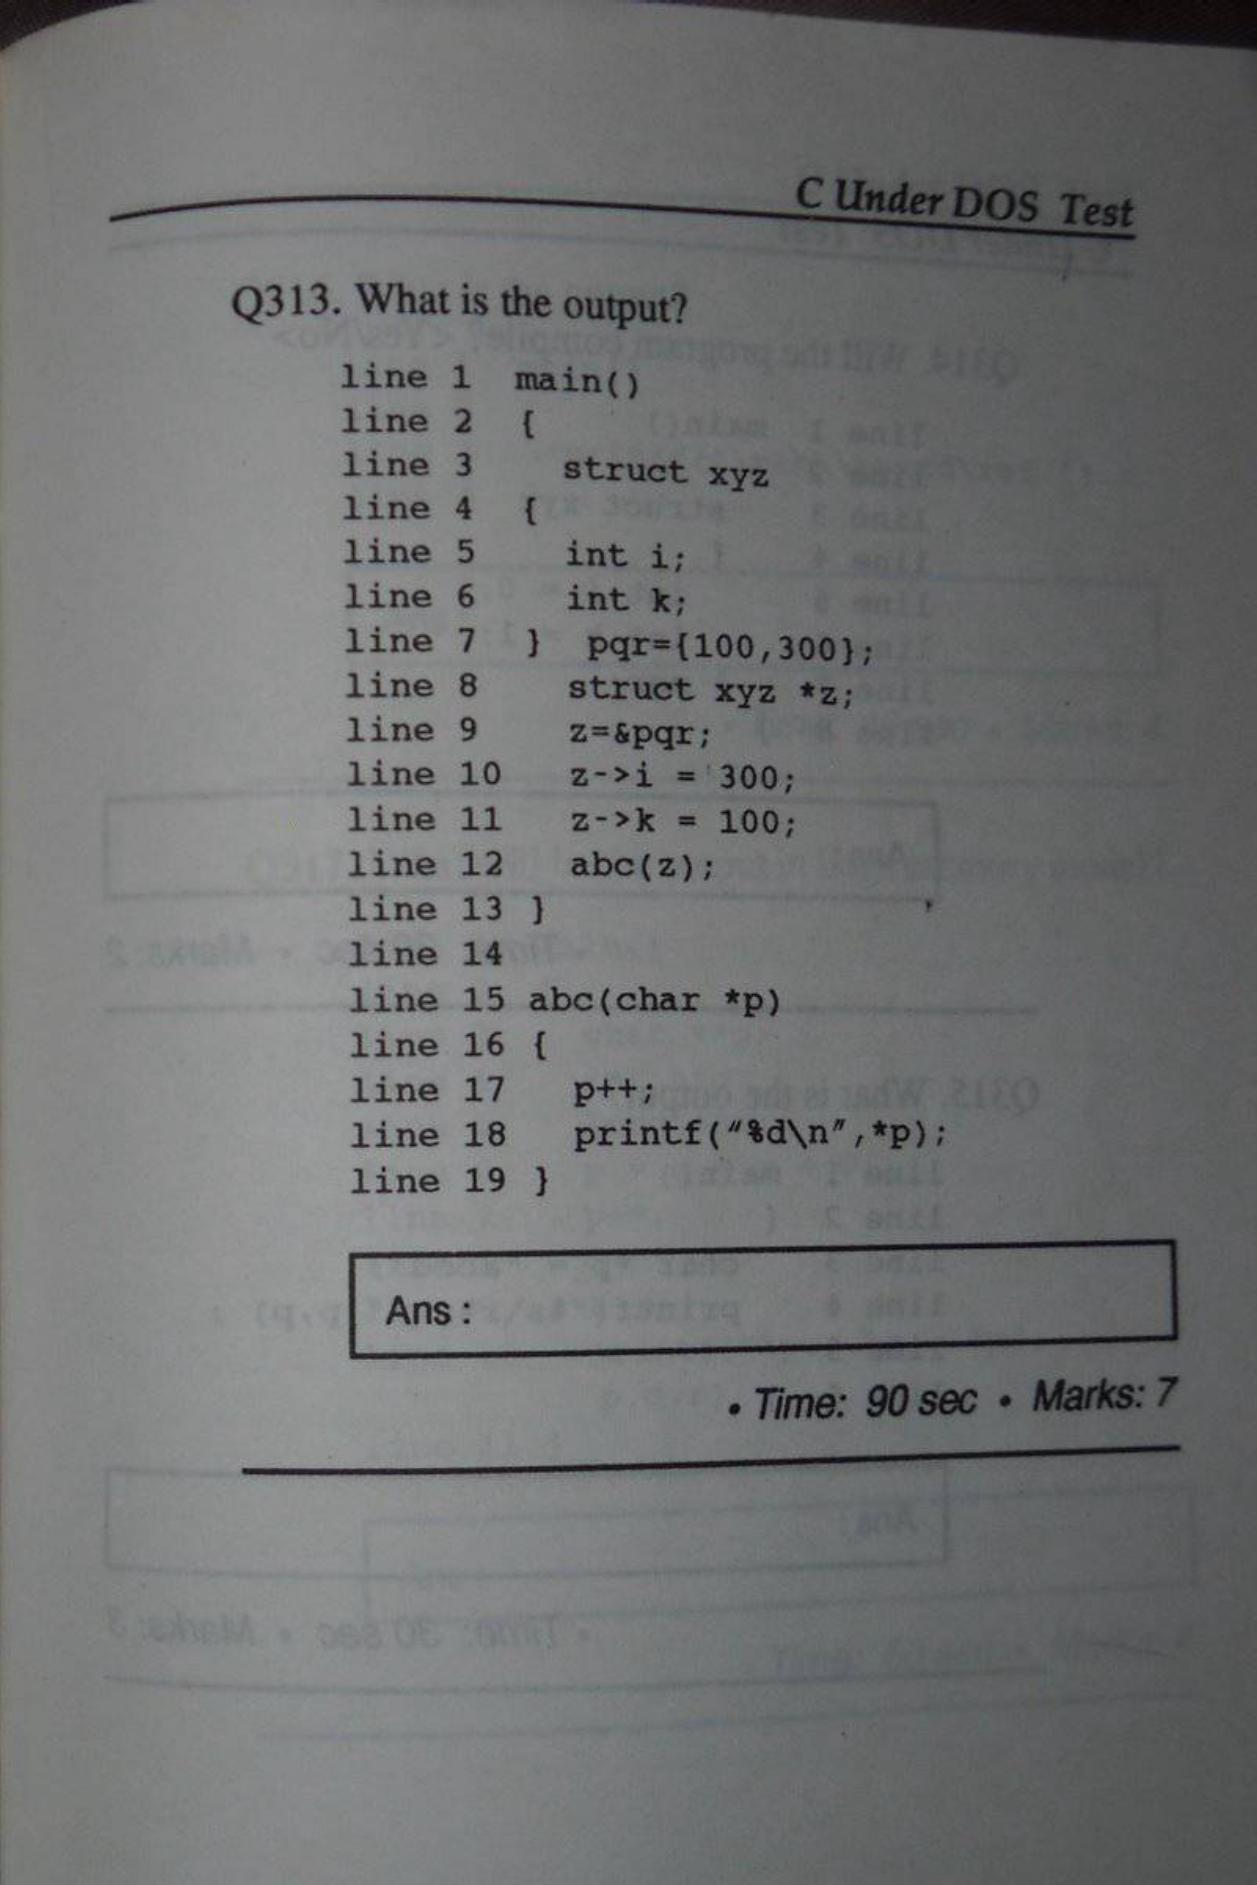 C Under DOS Test
Q313. What is the output?
line 1 main()
line 2 {
line 3 struct xyz
line 4 {
line 5 int i;
line 6 int k;
line 7 } pqr={100,300};
line 8 struct xyz *z;
line 9 z=&pqr;
line 10 z->i = 300;
line 11 z->k = 100;
line 12 abc(z);
line 13 }
line 14
line 15 abc(char *p)
line 16 {
line 17 p++;
line 18 printf("%d\n",*p);
line 19 }
Ans :
• Time: 90 sec • Marks: 7